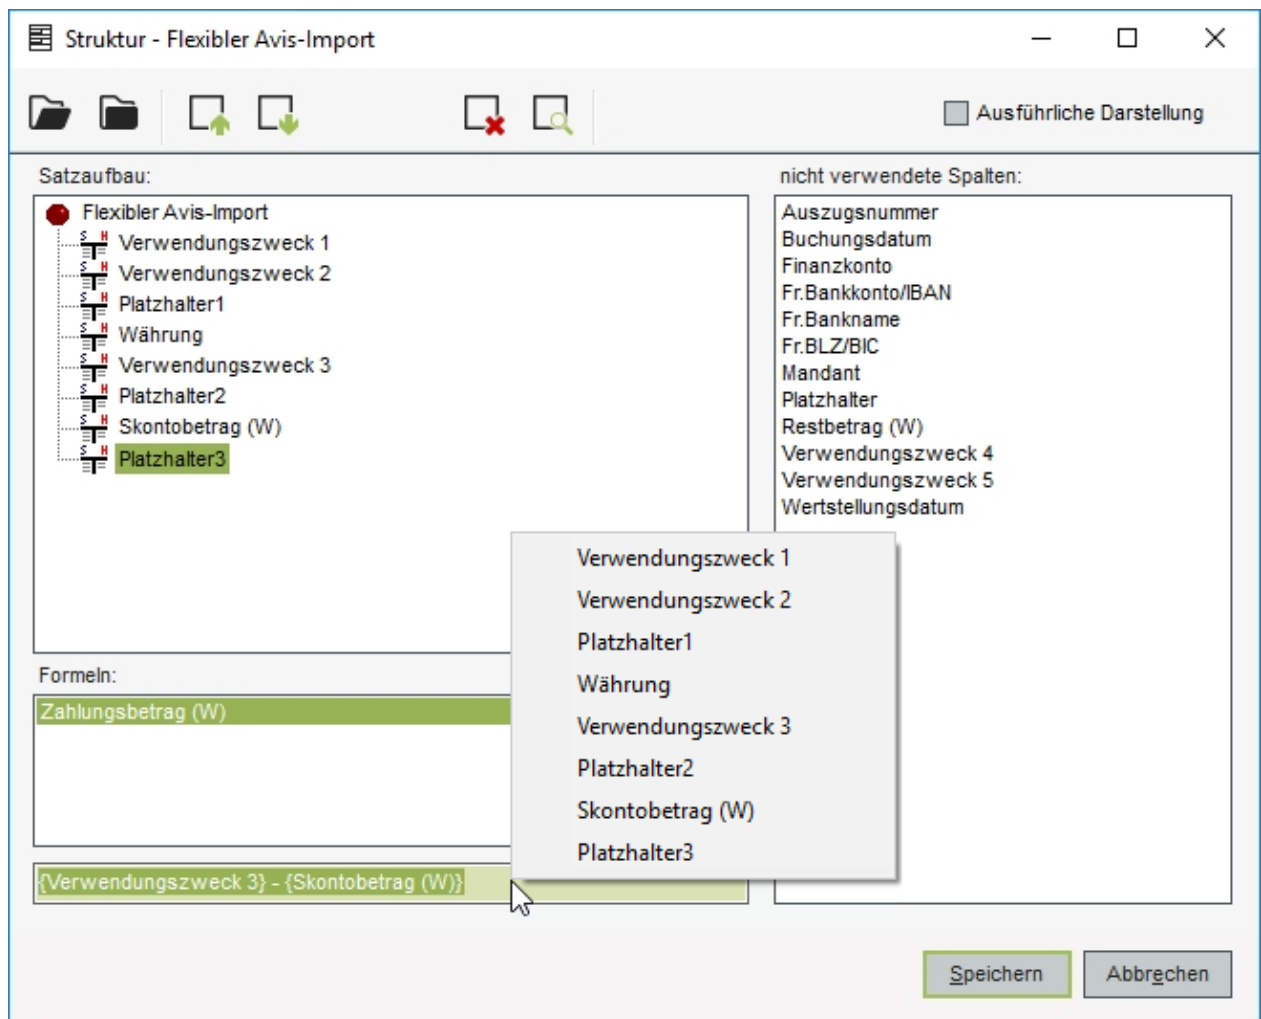 Struktur - Flexibler Avis-Import
Ausführliche Darstellung
Satzaufbau:
Flexibler Avis-Import
Verwendungszweck 1
Verwendungszweck 2
Platzhalter1
Währung
Verwendungszweck 3
Platzhalter2
Skontobetrag (W)
Platzhalter3
nicht verwendete Spalten:
Auszugsnummer
Buchungsdatum
Finanzkonto
Fr.Bankkonto/IBAN
Fr.Bankname
Fr.BLZ/BIC
Mandant
Platzhalter
Restbetrag (W)
Verwendungszweck 4
Verwendungszweck 5
Wertstellungsdatum
Verwendungszweck 1
Verwendungszweck 2
Platzhalter1
Währung
Verwendungszweck 3
Platzhalter2
Skontobetrag (W)
Platzhalter3
Formeln:
Zahlungsbetrag (W)
{Verwendungszweck 3} - {Skontobetrag (W)}
Speichern
Abbrechen